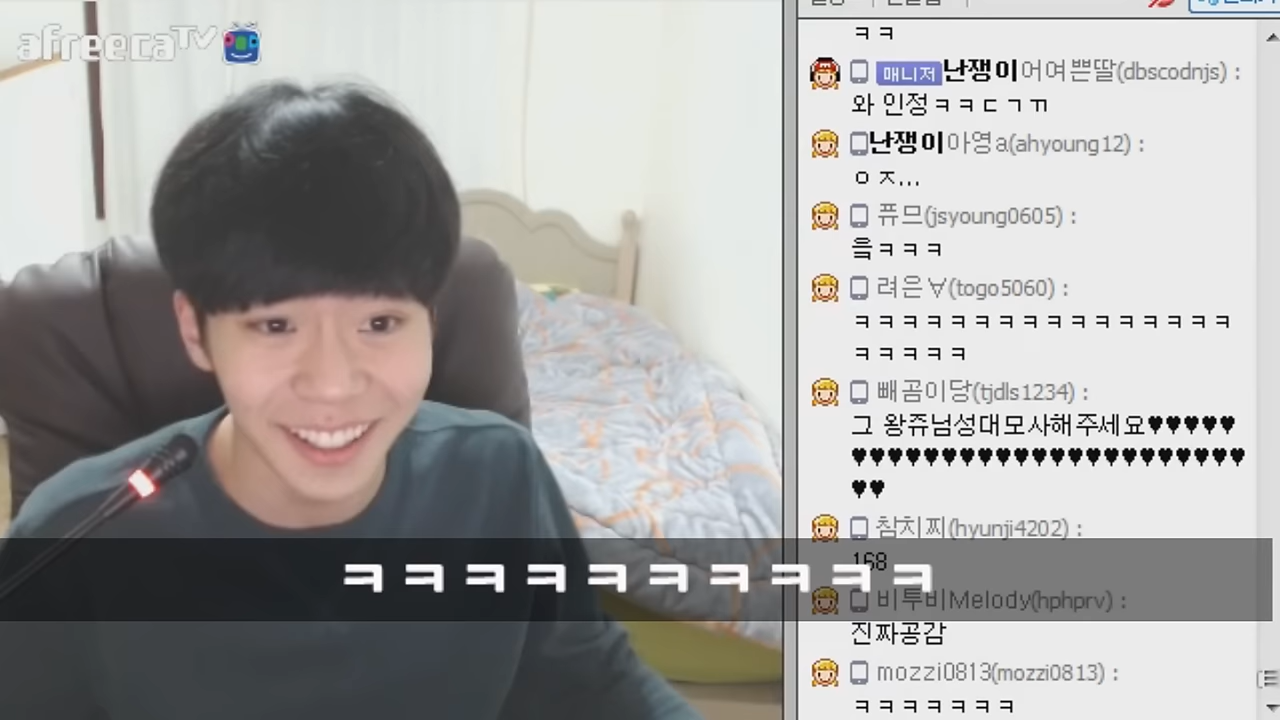 afreecaTV
ㅋㅋ
매니저 난쟁이어여쁜딸(dbscodnjs) :
와 인정ㅋㅋㄷㄱㄲ
난쟁이아영a(ahyoung12) :
ㅇㅈ...
퓨므(jsyoung0605) :
읔ㅋㅋㅋ
려은∀(togo5060) :
ㅋㅋㅋㅋㅋㅋㅋㅋㅋㅋㅋㅋㅋㅋㅋㅋ
ㅋㅋㅋㅋㅋ
빼곰이당(tjdls1234) :
그 왕쥬님성대모사해주세요♥♥♥♥♥
♥♥♥♥♥♥♥♥♥♥♥♥♥♥♥♥♥♥
♥♥
참치찌(hyunji4202) :
168
ㅋㅋㅋㅋㅋㅋㅋㅋㅋㅋ
비투비Melody(hphprv) :
진짜공감
mozzi0813(mozzi0813) :
ㅋㅋㅋㅋㅋㅋㅋ